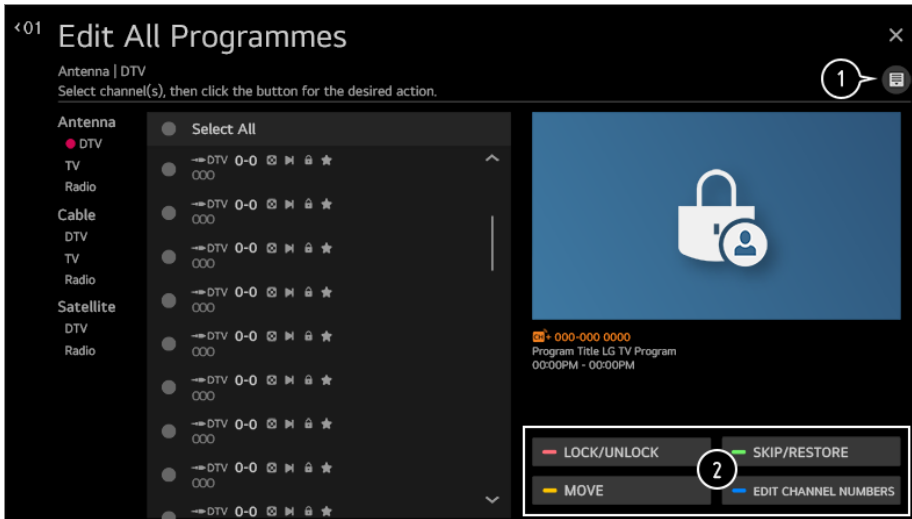 <01 Edit All Programmes
Antenna | DTV
Select channel(s), then click the button for the desired action.
1
Antenna
DTV
TV
Radio
Cable
DTV
TV
Radio
Satellite
DTV
Radio
Select All
DTV 0-0
000
DTV 0-0
000
DTV 0-0
000
DTV 0-0
000
DTV 0-0
000
DTV 0-0
000
DTV 0-0
000
DTV 0-0
000
DTV 0-0
CH+ 000-000 0000
Program Title LG TV Program
00:00PM - 00:00PM
LOCK/UNLOCK
SKIP/RESTORE
2
MOVE
EDIT CHANNEL NUMBERS